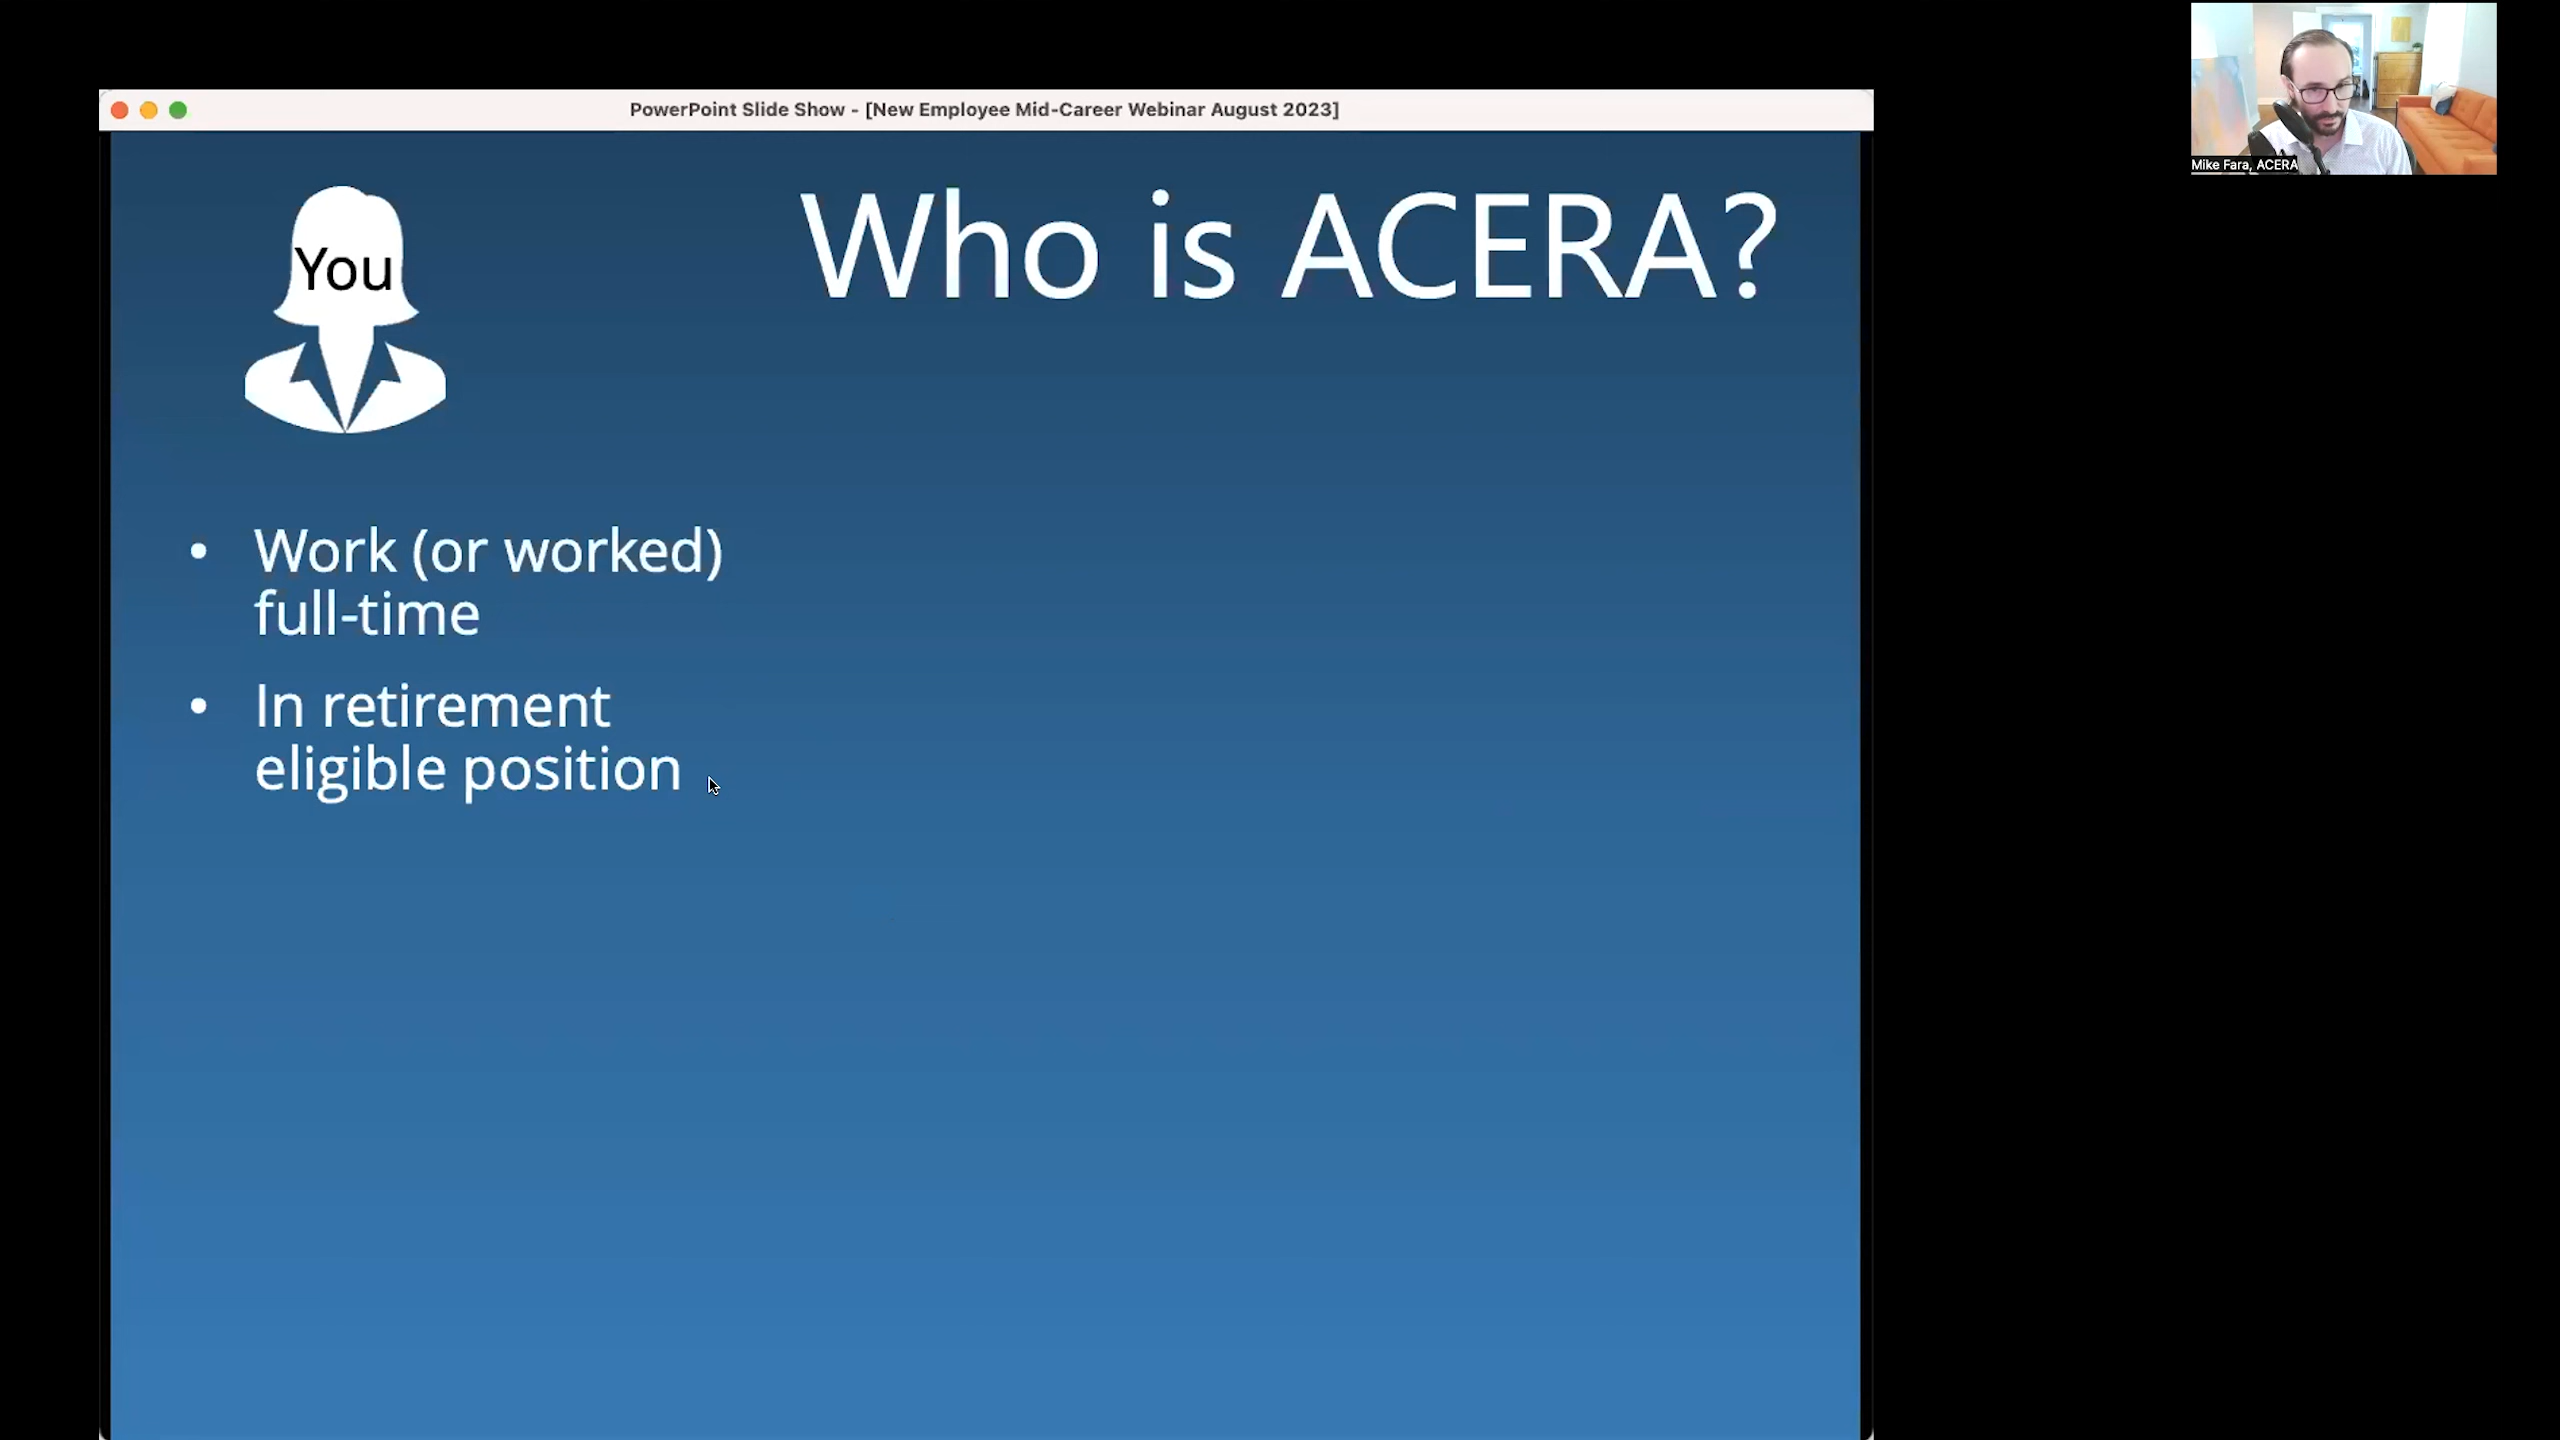 PowerPoint Slide Show - [New Employee Mid-Career Webinar August 2023]
Mike Fara, ACERA
You
Who is ACERA?
• Work (or worked)
full-time
• In retirement
eligible position